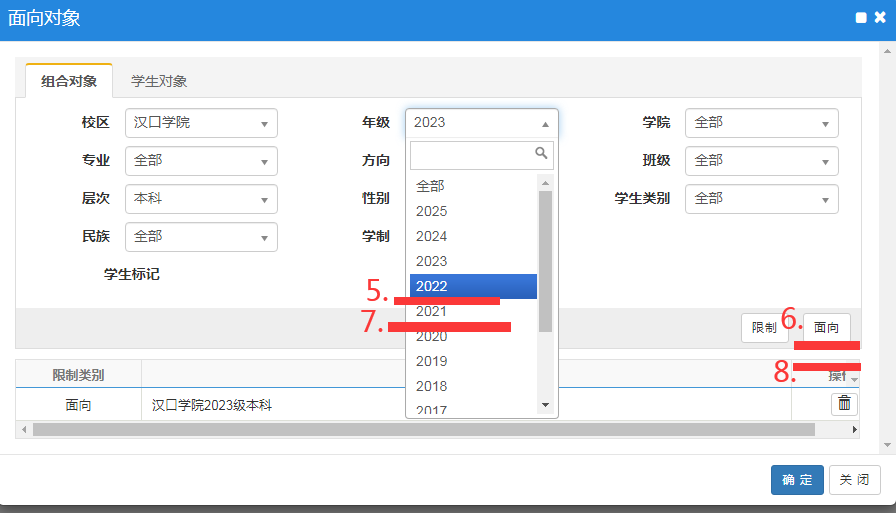 面向对象
组合对象 学生对象
校区 汉口学院 年级 2023 学院 全部
专业 全部 方向 班级 全部
层次 本科 性别 全部 学生类别 全部
2025
民族 全部 学制 2024
学生标记 2023
5. 2022
7. 2021
限制 6. 面向
2020
2019
8.
限制类别
2018
面向 汉口学院2023级本科 2017
确 定 关 闭